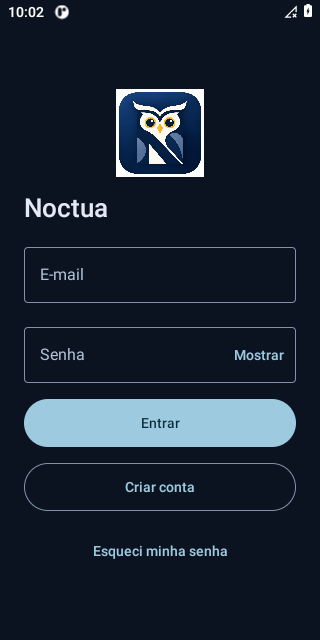 10:02
Noctua
E-mail
Senha
Mostrar
Entrar
Criar conta
Esqueci minha senha